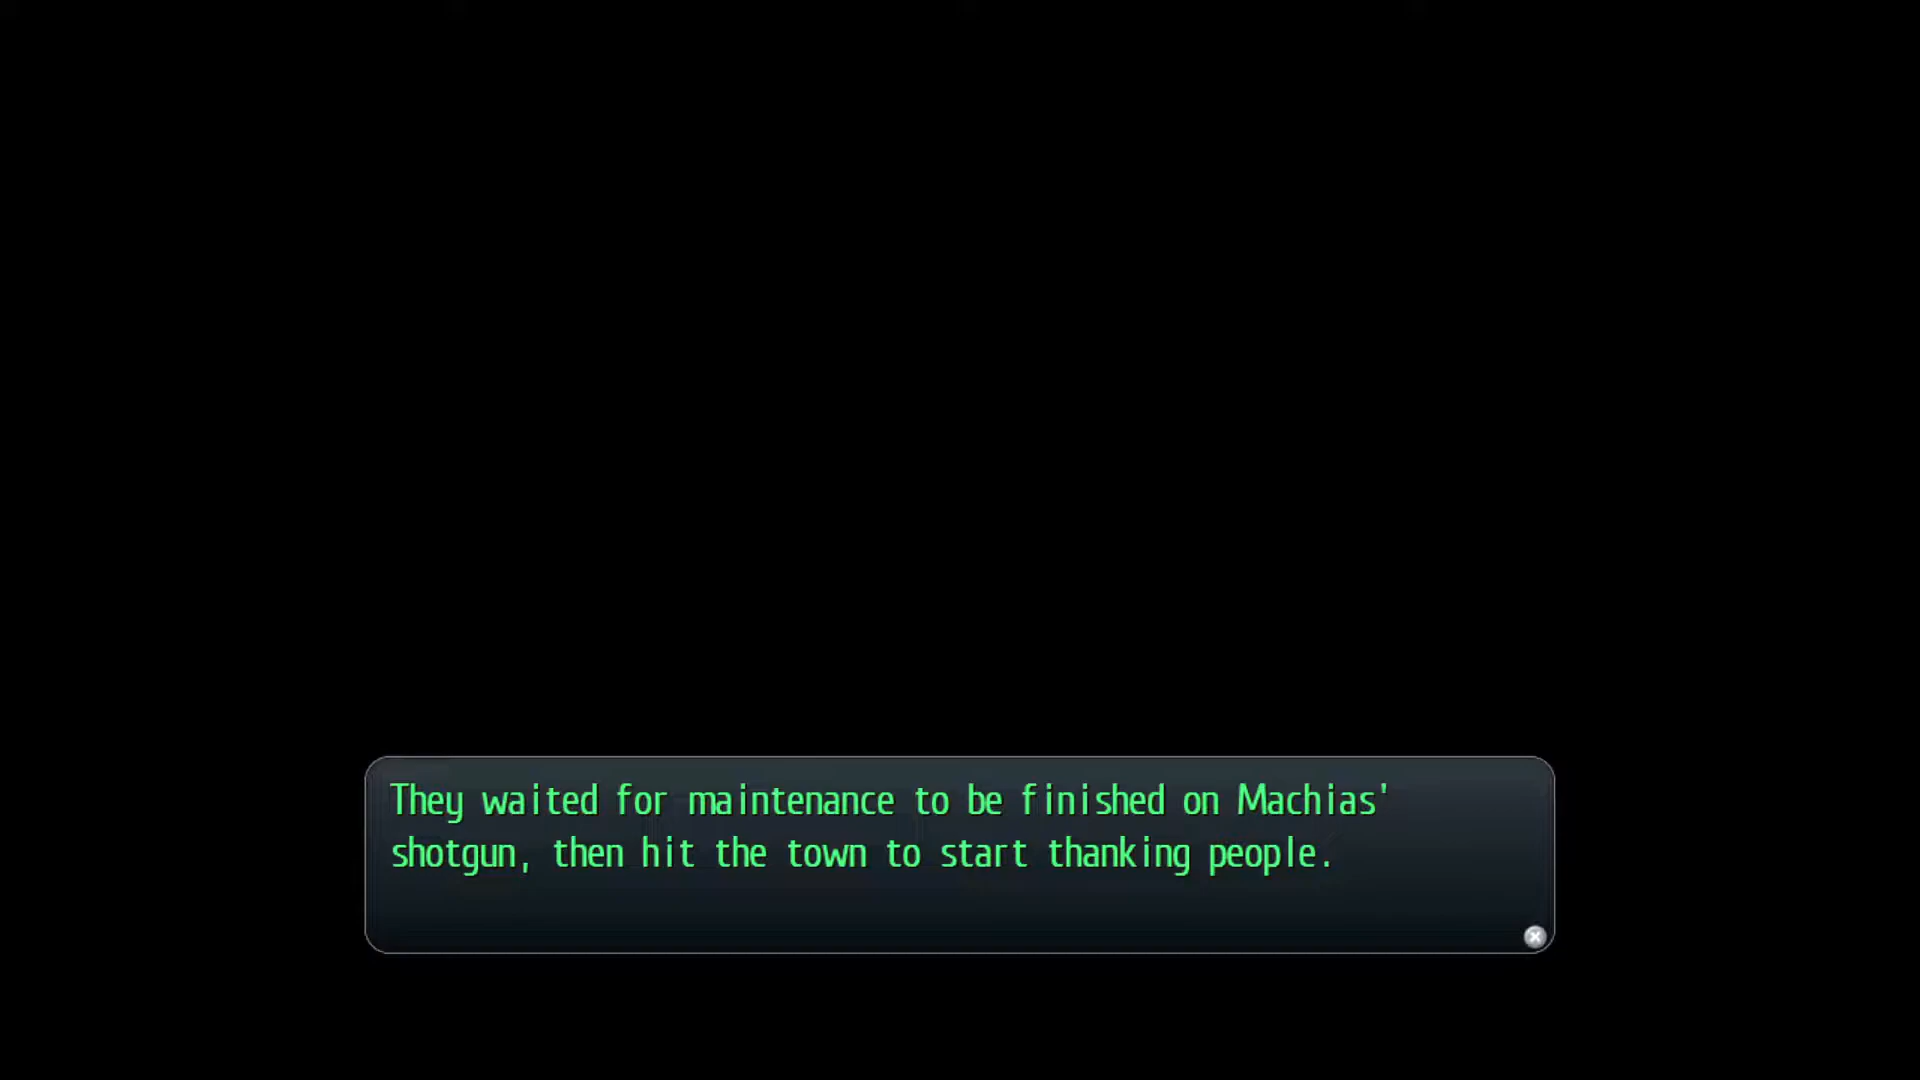 They waited for maintenance to be finished on Machias'
shotgun, then hit the town to start thanking people.